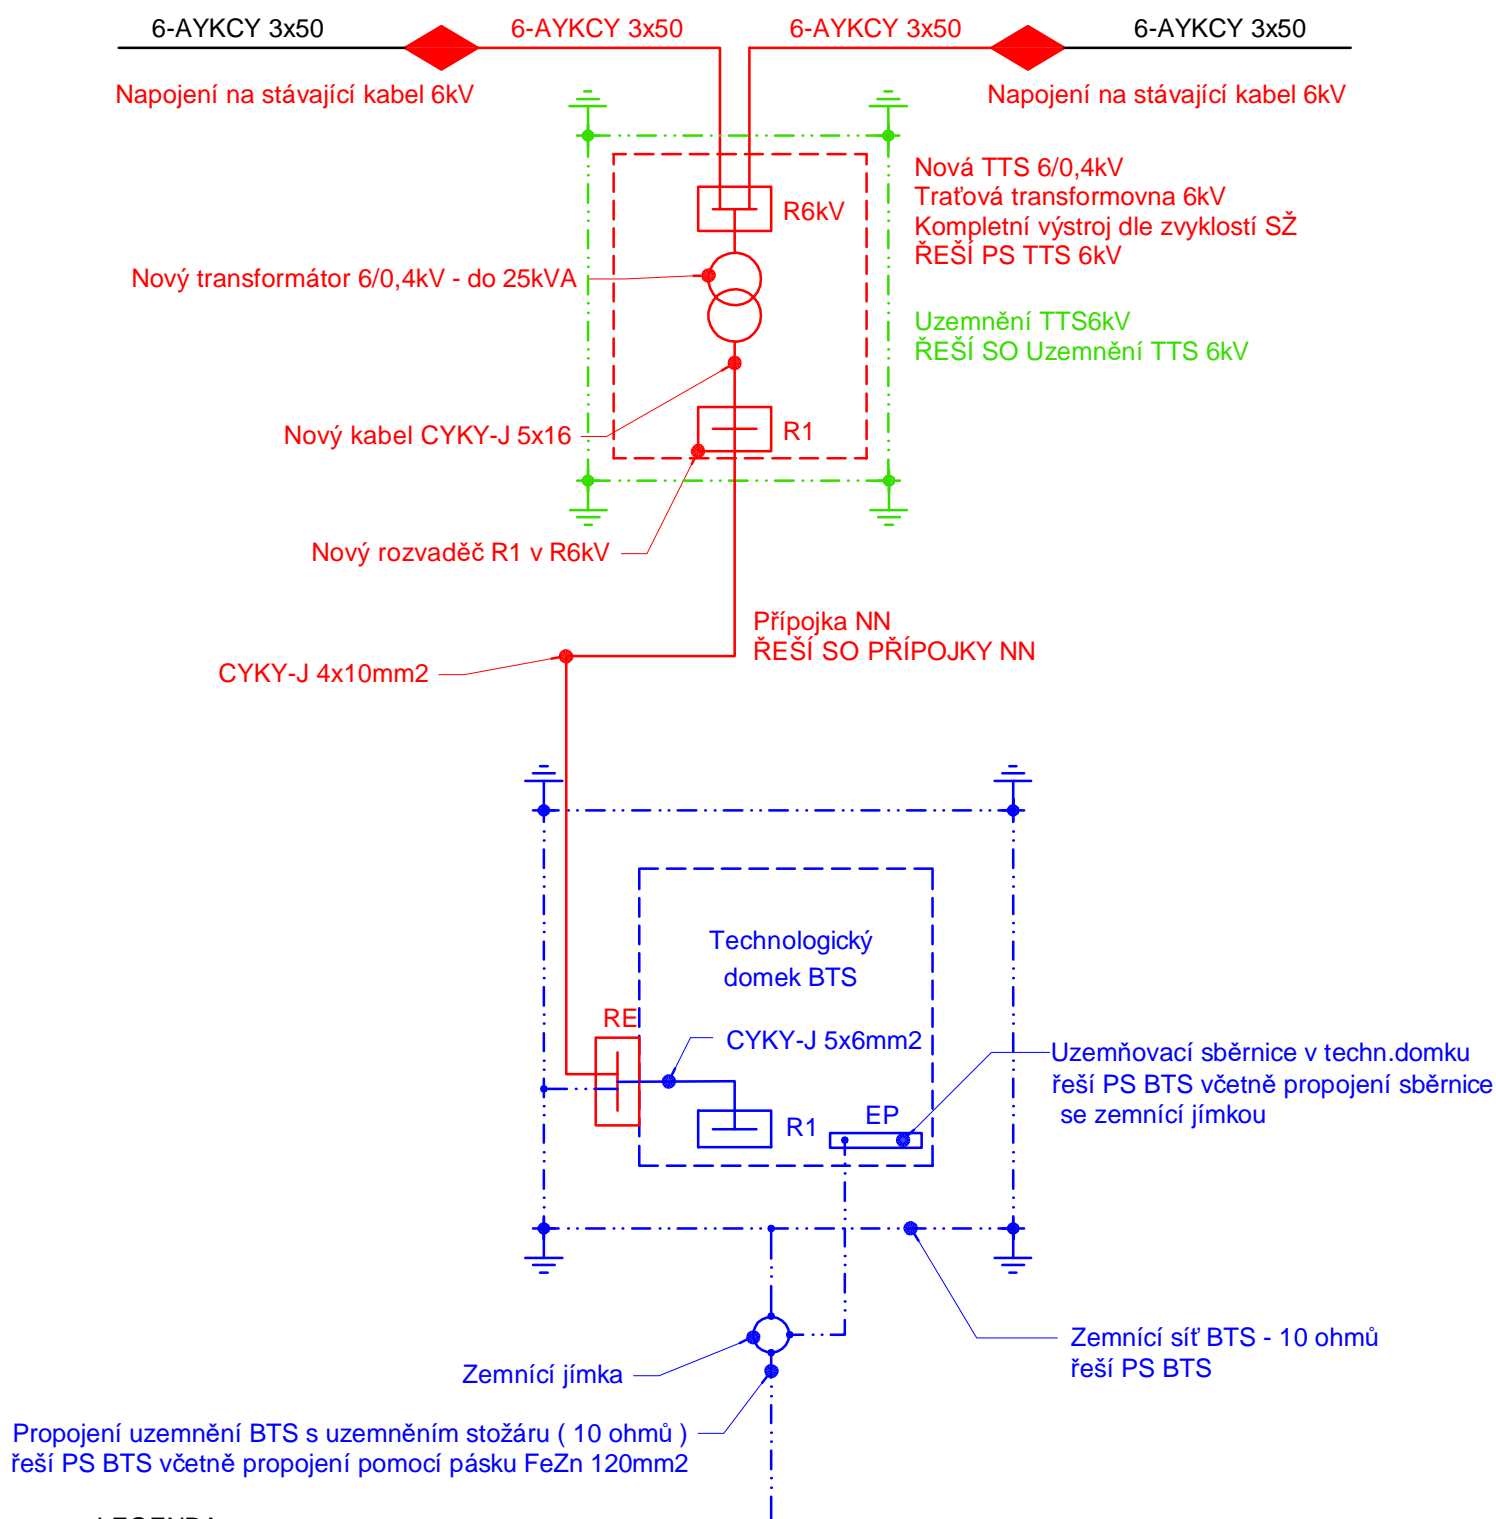 6-AYKCY 3x50
6-AYKCY 3x50
6-AYKCY 3x50
6-AYKCY 3x50
Napojení na stávající kabel 6kV
Napojení na stávající kabel 6kV
Nová TTS 6/0,4kV
Traťová transformovna 6kV
Kompletní výstroj dle zvyklostí SŽ
ŘEŠÍ PS TTS 6kV
R6kV
Nový transformátor 6/0,4kV - do 25kVA
Uzemnění TTS6kV
ŘEŠÍ SO Uzemnění TTS 6kV
Nový kabel CYKY-J 5x16
R1
Nový rozvaděč R1 v R6kV
Přípojka NN
ŘEŠÍ SO PŘÍPOJKY NN
CYKY-J 4x10mm2
Technologický
domek BTS
RE
CYKY-J 5x6mm2
Uzemňovací sběrnice v techn.domku
řeší PS BTS včetně propojení sběrnice
se zemnící jímkou
R1
EP
Zemnící síť BTS - 10 ohmů
řeší PS BTS
Zemnící jímka
Propojení uzemnění BTS s uzemněním stožáru ( 10 ohmů )
řeší PS BTS včetně propojení pomocí pásku FeZn 120mm2
LEGENDA